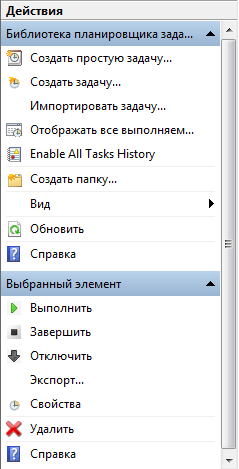 Действия
Библиотека планировщика зада...
Создать простую задачу...
Создать задачу...
Импортировать задачу...
Отображать все выполняем...
Enable All Tasks History
Создать папку...
Вид
Обновить
Справка
Выбранный элемент
Выполнить
Завершить
Отключить
Экспорт...
Свойства
Удалить
Справка